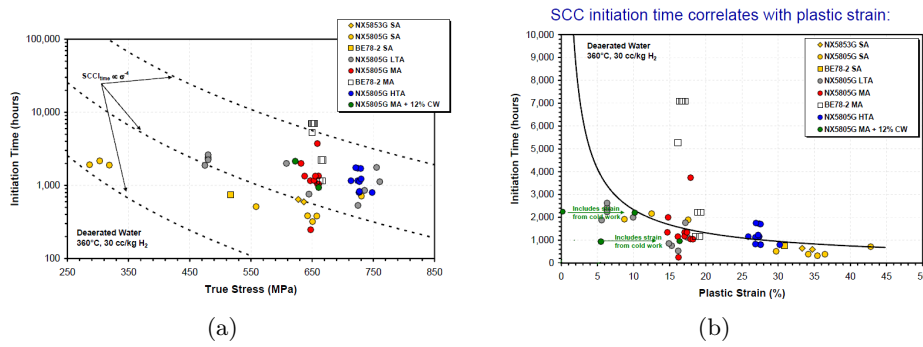 SCC initiation time correlates with plastic strain:
100,000
10,000
1,000
100
Initiation Time (hours)
SCCI_time ∝ σ^-4
NX5853G SA
NX5805G SA
BE78-2 SA
NX5805G LTA
NX5805G MA
BE78-2 MA
NX5805G HTA
NX5805G MA + 12% CW
Deaerated Water
360°C, 30 cc/kg H2
250 350 450 550 650 750 850
True Stress (MPa)
(a)
10,000
9,000
8,000
7,000
6,000
5,000
4,000
3,000
2,000
1,000
0
Initiation Time (hours)
Deaerated Water
360°C, 30 cc/kg H2
NX5853G SA
NX5805G SA
BE78-2 SA
NX5805G LTA
NX5805G MA
BE78-2 MA
NX5805G HTA
NX5805G MA + 12% CW
Includes strain
from cold work
Includes strain
from cold work
0 5 10 15 20 25 30 35 40 45 50
Plastic Strain (%)
(b)